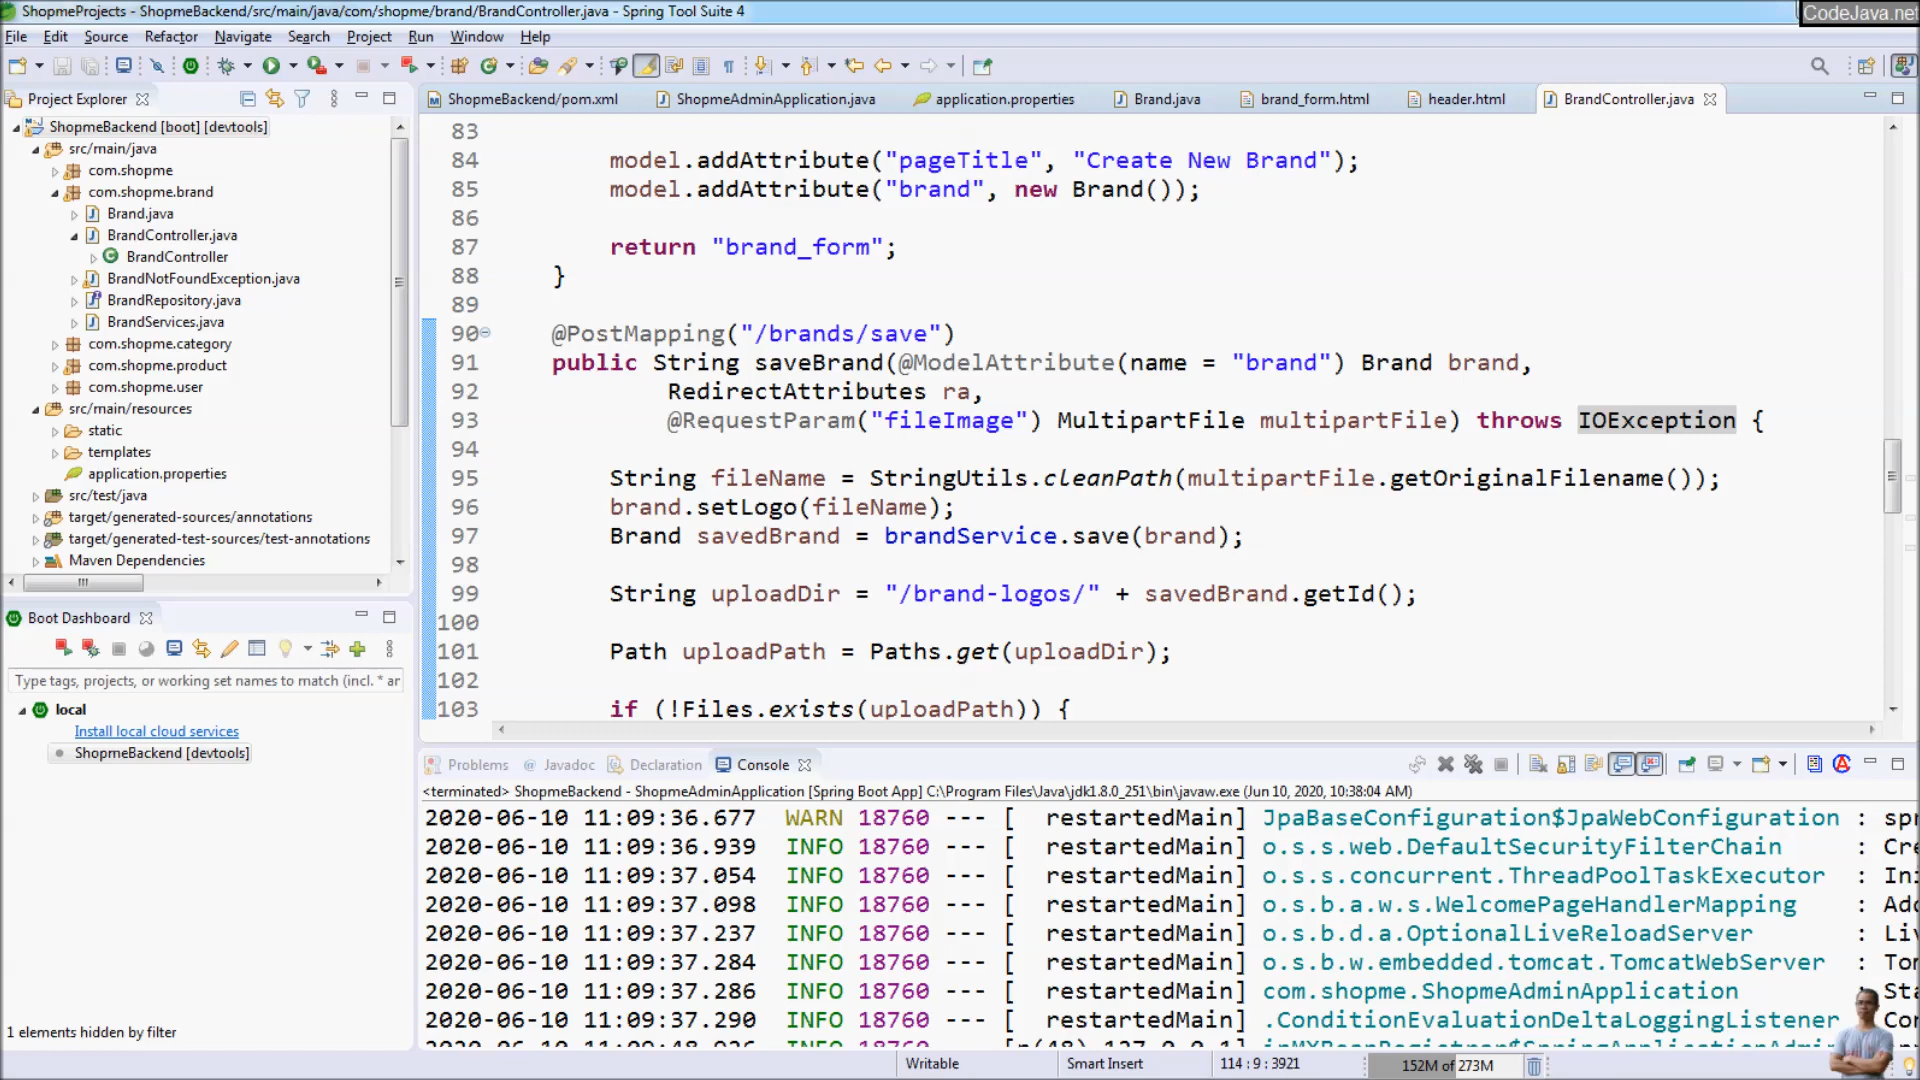 ShopmeProjects - ShopmeBackend/src/main/java/com/shopme/brand/BrandController.java - Spring Tool Suite 4
CodeJava.net
File Edit Source Refactor Navigate Search Project Run Window Help
Project Explorer
ShopmeBackend [boot] [devtools]
src/main/java
com.shopme
com.shopme.brand
Brand.java
BrandController.java
BrandController
BrandNotFoundException.java
BrandRepository.java
BrandServices.java
com.shopme.category
com.shopme.product
com.shopme.user
src/main/resources
static
templates
application.properties
src/test/java
target/generated-sources/annotations
target/generated-test-sources/test-annotations
Maven Dependencies
Boot Dashboard
Type tags, projects, or working set names to match (incl. * ar
local
Install local cloud services
ShopmeBackend [devtools]
1 elements hidden by filter
ShopmeBackend/pom.xml ShopmeAdminApplication.java application.properties Brand.java brand_form.html header.html BrandController.java
83
84 model.addAttribute("pageTitle", "Create New Brand");
85 model.addAttribute("brand", new Brand());
86
87 return "brand_form";
88 }
89
90 @PostMapping("/brands/save")
91 public String saveBrand(@ModelAttribute(name = "brand") Brand brand,
92 RedirectAttributes ra,
93 @RequestParam("fileImage") MultipartFile multipartFile) throws IOException {
94
95 String fileName = StringUtils.cleanPath(multipartFile.getOriginalFilename());
96 brand.setLogo(fileName);
97 Brand savedBrand = brandService.save(brand);
98
99 String uploadDir = "/brand-logos/" + savedBrand.getId();
100
101 Path uploadPath = Paths.get(uploadDir);
102
103 if (!Files.exists(uploadPath)) {
Problems Javadoc Declaration Console
<terminated> ShopmeBackend - ShopmeAdminApplication [Spring Boot App] C:\Program Files\Java\jdk1.8.0_251\bin\javaw.exe (Jun 10, 2020, 10:38:04 AM)
2020-06-10 11:09:36.677 WARN 18760 --- [ restartedMain] JpaBaseConfiguration$JpaWebConfiguration : spr
2020-06-10 11:09:36.939 INFO 18760 --- [ restartedMain] o.s.s.web.DefaultSecurityFilterChain : Cre
2020-06-10 11:09:37.054 INFO 18760 --- [ restartedMain] o.s.s.concurrent.ThreadPoolTaskExecutor : Ini
2020-06-10 11:09:37.098 INFO 18760 --- [ restartedMain] o.s.b.a.w.s.WelcomePageHandlerMapping : Add
2020-06-10 11:09:37.237 INFO 18760 --- [ restartedMain] o.s.b.d.a.OptionalLiveReloadServer : Liv
2020-06-10 11:09:37.284 INFO 18760 --- [ restartedMain] o.s.b.w.embedded.tomcat.TomcatWebServer : Tom
2020-06-10 11:09:37.286 INFO 18760 --- [ restartedMain] com.shopme.ShopmeAdminApplication : Sta
2020-06-10 11:09:37.290 INFO 18760 --- [ restartedMain] .ConditionEvaluationDeltaLoggingListener : Con
Writable Smart Insert 114 : 9 : 3921 152M of 273M